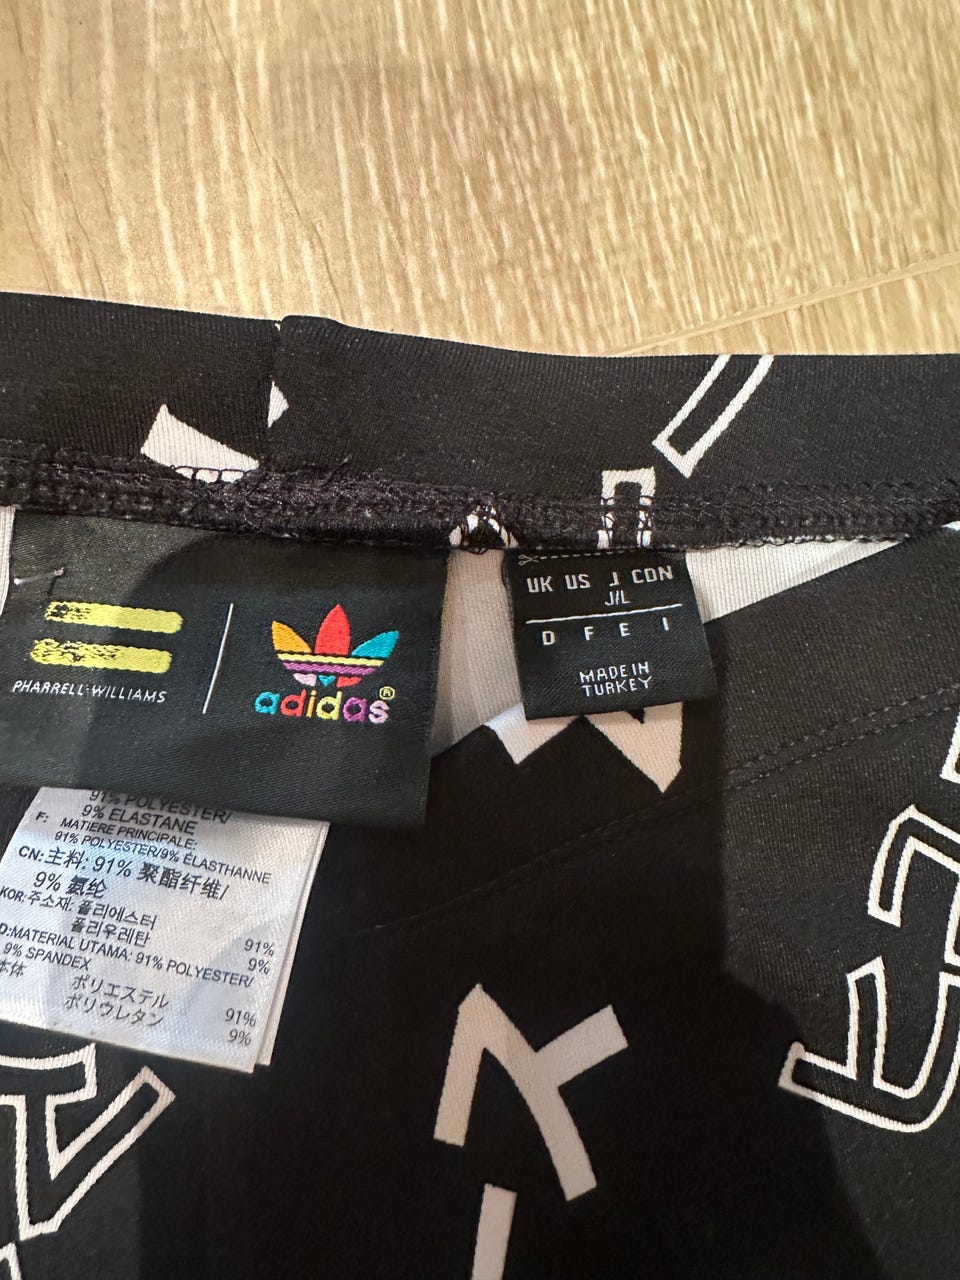 PHARRELL WILLIAMS
adidas®
UK US J CDN
J/L
D F E I
MADE IN
TURKEY
91% POLYESTER/
9% ELASTANE
F: MATIERE PRINCIPALE:
91% POLYESTER/9% ÉLASTHANNE
CN: 主料: 91% 聚酯纤维/
9% 氨纶
KOR: 주소재: 폴리에스터 91%
폴리우레탄 9%
D:MATERIAL UTAMA: 91% POLYESTER/
9% SPANDEX
本体 ポリエステル 91%
ポリウレタン 9%